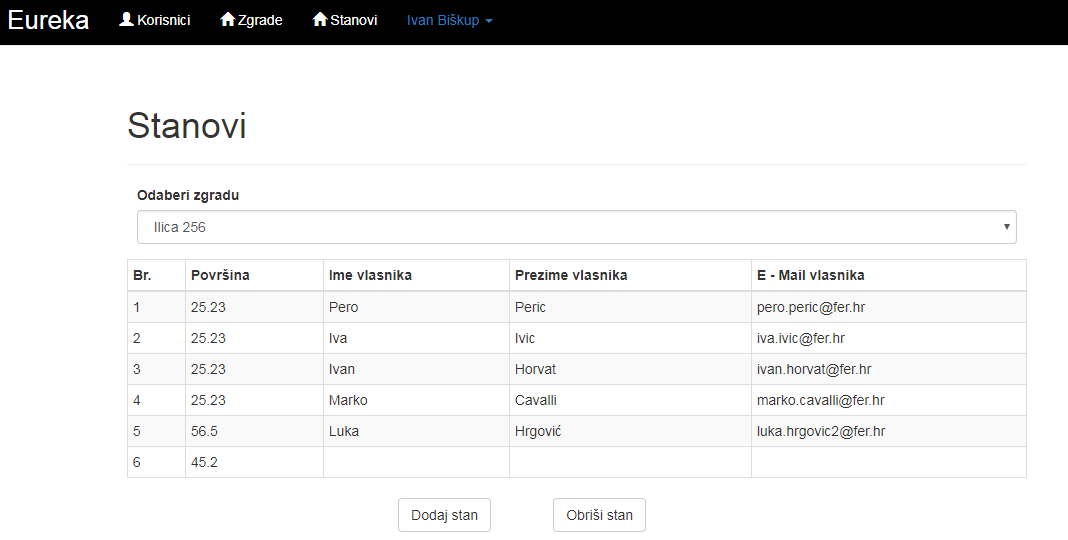 Eureka Korisnici Zgrade Stanovi Ivan Biškup
Stanovi
Odaberi zgradu
Ilica 256
Br. Površina Ime vlasnika Prezime vlasnika E - Mail vlasnika
1 25.23 Pero Peric pero.peric@fer.hr
2 25.23 Iva Ivic iva.ivic@fer.hr
3 25.23 Ivan Horvat ivan.horvat@fer.hr
4 25.23 Marko Cavalli marko.cavalli@fer.hr
5 56.5 Luka Hrgović luka.hrgovic2@fer.hr
6 45.2
Dodaj stan Obriši stan